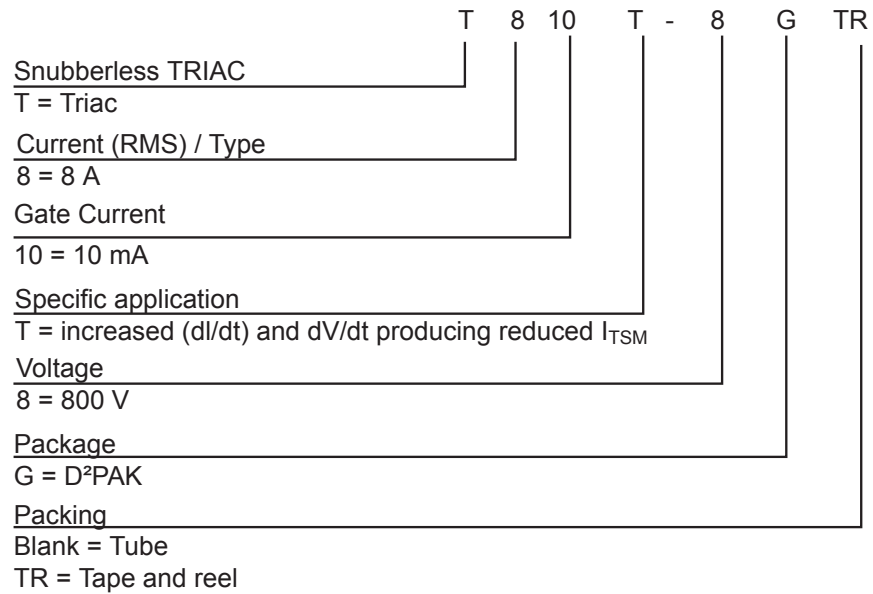 T 8 10 T - 8 G TR
Snubberless TRIAC
T = Triac
Current (RMS) / Type
8 = 8 A
Gate Current
10 = 10 mA
Specific application
T = increased (dI/dt) and dV/dt producing reduced ITSM
Voltage
8 = 800 V
Package
G = D²PAK
Packing
Blank = Tube
TR = Tape and reel